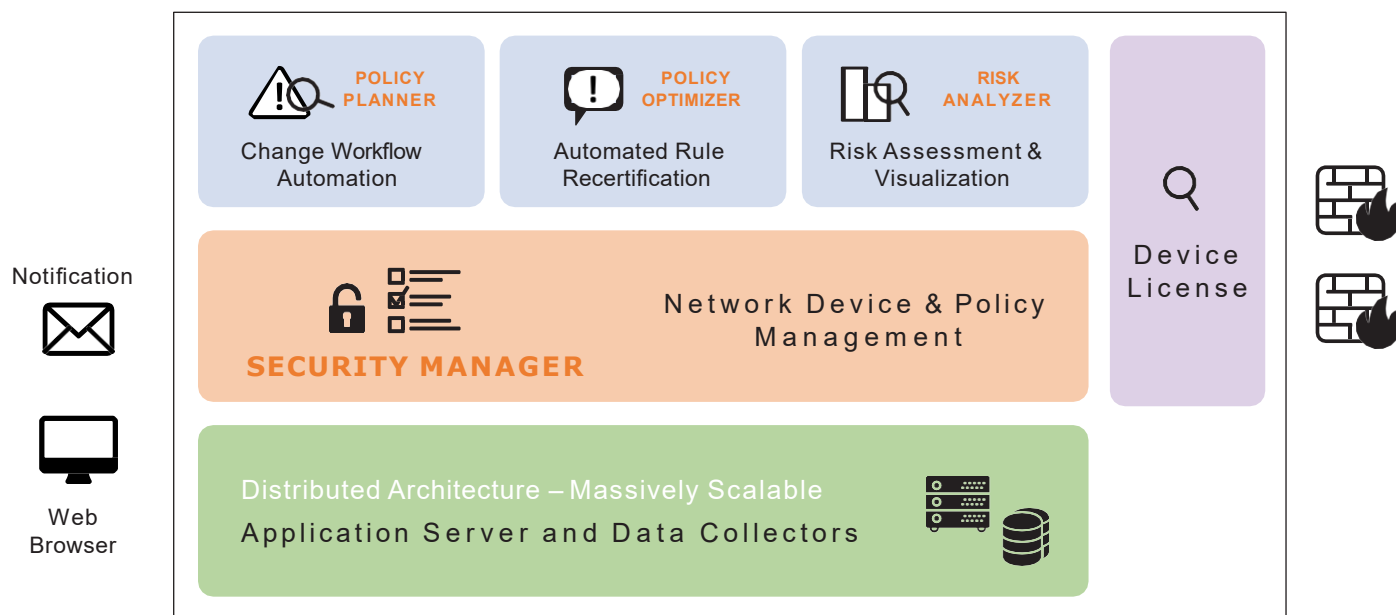 POLICY
PLANNER
Change Workflow
Automation
POLICY
OPTIMIZER
Automated Rule
Recertification
RISK
ANALYZER
Risk Assessment &
Visualization
Device
License
Notification
Network Device & Policy
Management
SECURITY MANAGER
Web
Browser
Distributed Architecture – Massively Scalable
Application Server and Data Collectors